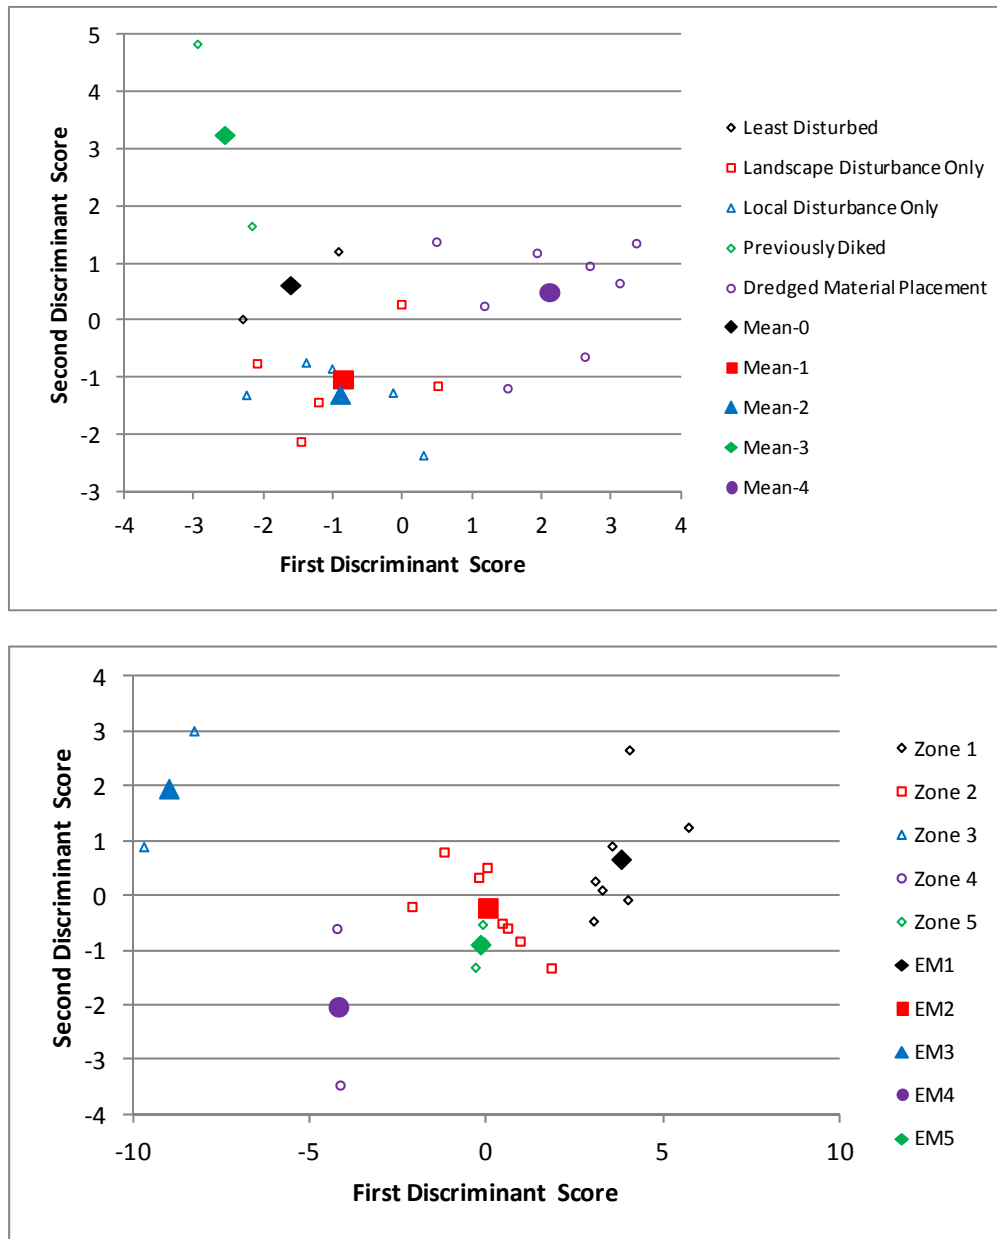 5
4
3
2
1
0
-1
-2
-3
Second Discriminant Score
-4 -3 -2 -1 0 1 2 3 4
First Discriminant Score
Least Disturbed
Landscape Disturbance Only
Local Disturbance Only
Previously Diked
Dredged Material Placement
Mean-0
Mean-1
Mean-2
Mean-3
Mean-4
4
3
2
1
0
-1
-2
-3
-4
Second Discriminant Score
-10 -5 0 5 10
First Discriminant Score
Zone 1
Zone 2
Zone 3
Zone 4
Zone 5
EM1
EM2
EM3
EM4
EM5